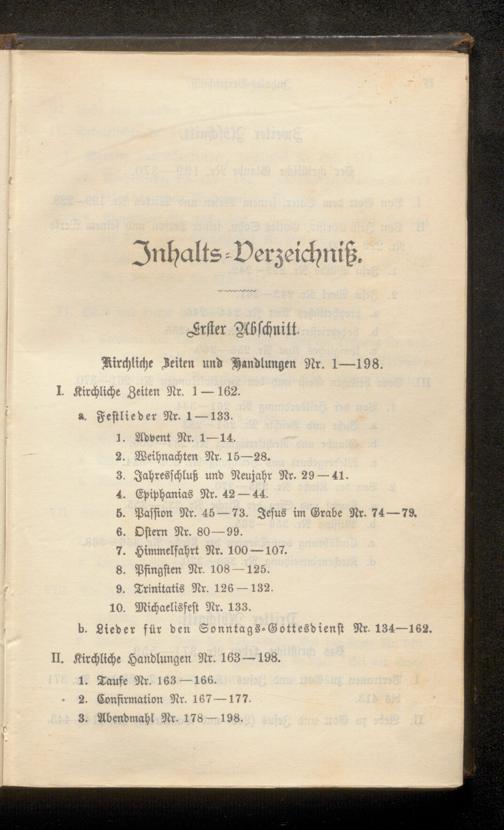 Inhalts-Verzeichniß.
Erster Abschnitt.
Kirchliche Zeiten und Handlungen Nr. 1—198.
I. Kirchliche Zeiten Nr. 1—162.
a. Festlieder Nr. 1—133.
1. Advent Nr. 1—14.
2. Weihnachten Nr. 15—28.
3. Jahresschluß und Neujahr Nr. 29—41.
4. Epiphanias Nr. 42—44.
5. Passion Nr. 45—73. Jesus im Grabe Nr. 74—79.
6. Ostern Nr. 80—99.
7. Himmelfahrt Nr. 100—107.
8. Pfingsten Nr. 108—125.
9. Trinitatis Nr. 126—132.
10. Michaelisfest Nr. 133.
b. Lieder für den Sonntags-Gottesdienst Nr. 134—162.
II. Kirchliche Handlungen Nr. 163—198.
1. Taufe Nr. 163—166.
2. Confirmation Nr. 167—177.
3. Abendmahl Nr. 178—198.